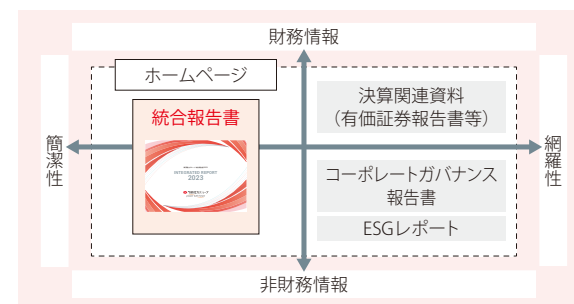 財務情報
ホームページ
決算関連資料
(有価証券報告書等)
統合報告書
INTEGRATED REPORT
2023
簡潔性
網羅性
コーポレートガバナンス
報告書
ESGレポート
非財務情報